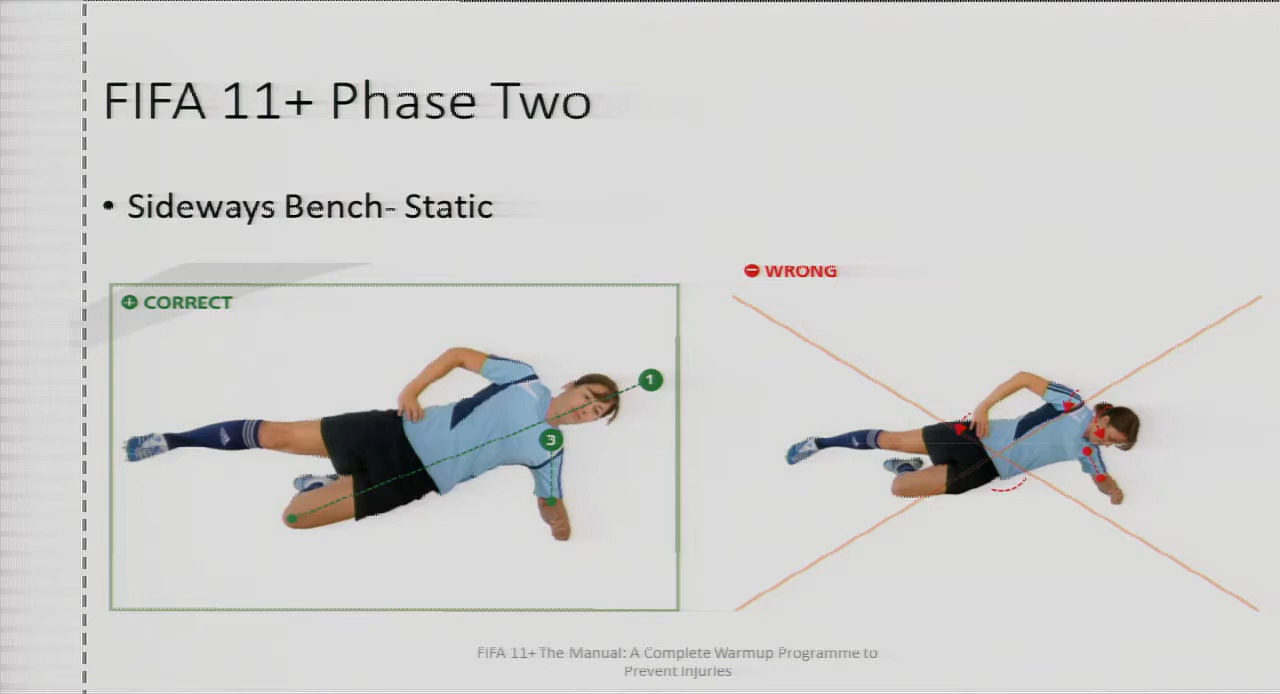 FIFA 11+ Phase Two
• Sideways Bench- Static
WRONG
CORRECT
1
3
FIFA 11+ The Manual: A Complete Warmup Programme to
Prevent Injuries